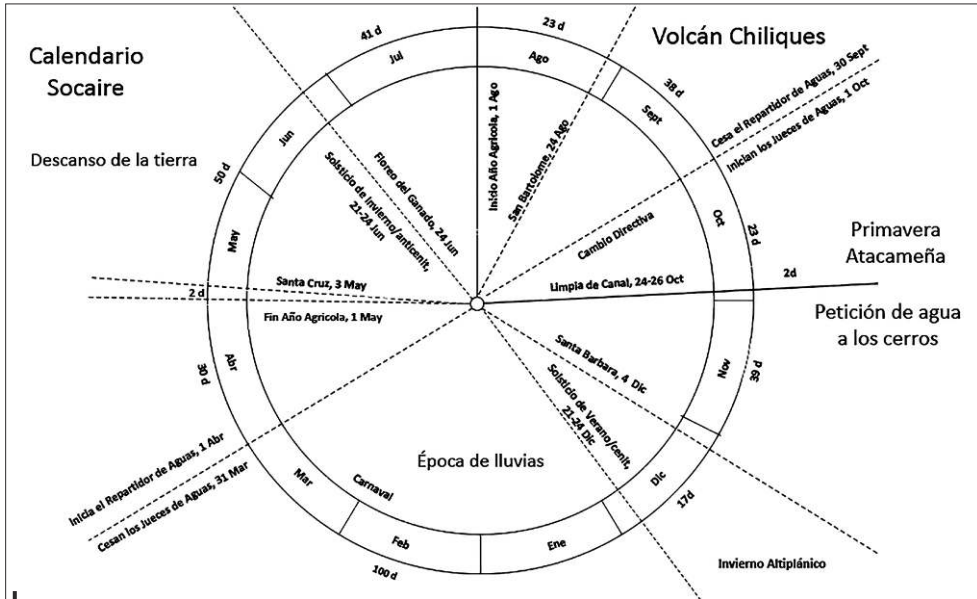 Calendario
Socaire
Volcán Chiliques
Descanso de la tierra
Primavera
Atacameña
Petición de agua
a los cerros
Invierno Altiplánico
Época de lluvias
Carnaval
41 d
23 d
38 d
23 d
2d
39 d
17d
100 d
30 d
2 d
50 d
Jul
Ago
Sept
Oct
Nov
Dic
Ene
Feb
Mar
Abr
May
Jun
Inicio Año Agricola, 1 Ago
San Bartolome, 24 Ago
Cesa el Repartidor de Aguas, 30 Sept
Inician los Jueces de Aguas, 1 Oct
Cambio Directiva
Limpia de Canal, 24-26 Oct
Santa Barbara, 4 Dic
Solsticio de Verano/cenit,
21-24 Dic
Cesan los Jueces de Aguas, 31 Mar
Inicia el Repartidor de Aguas, 1 Abr
Fin Año Agricola, 1 May
Santa Cruz, 3 May
Solsticio de Invierno/anticenit,
21-24 Jun
Floreo del Ganado, 24 Jun